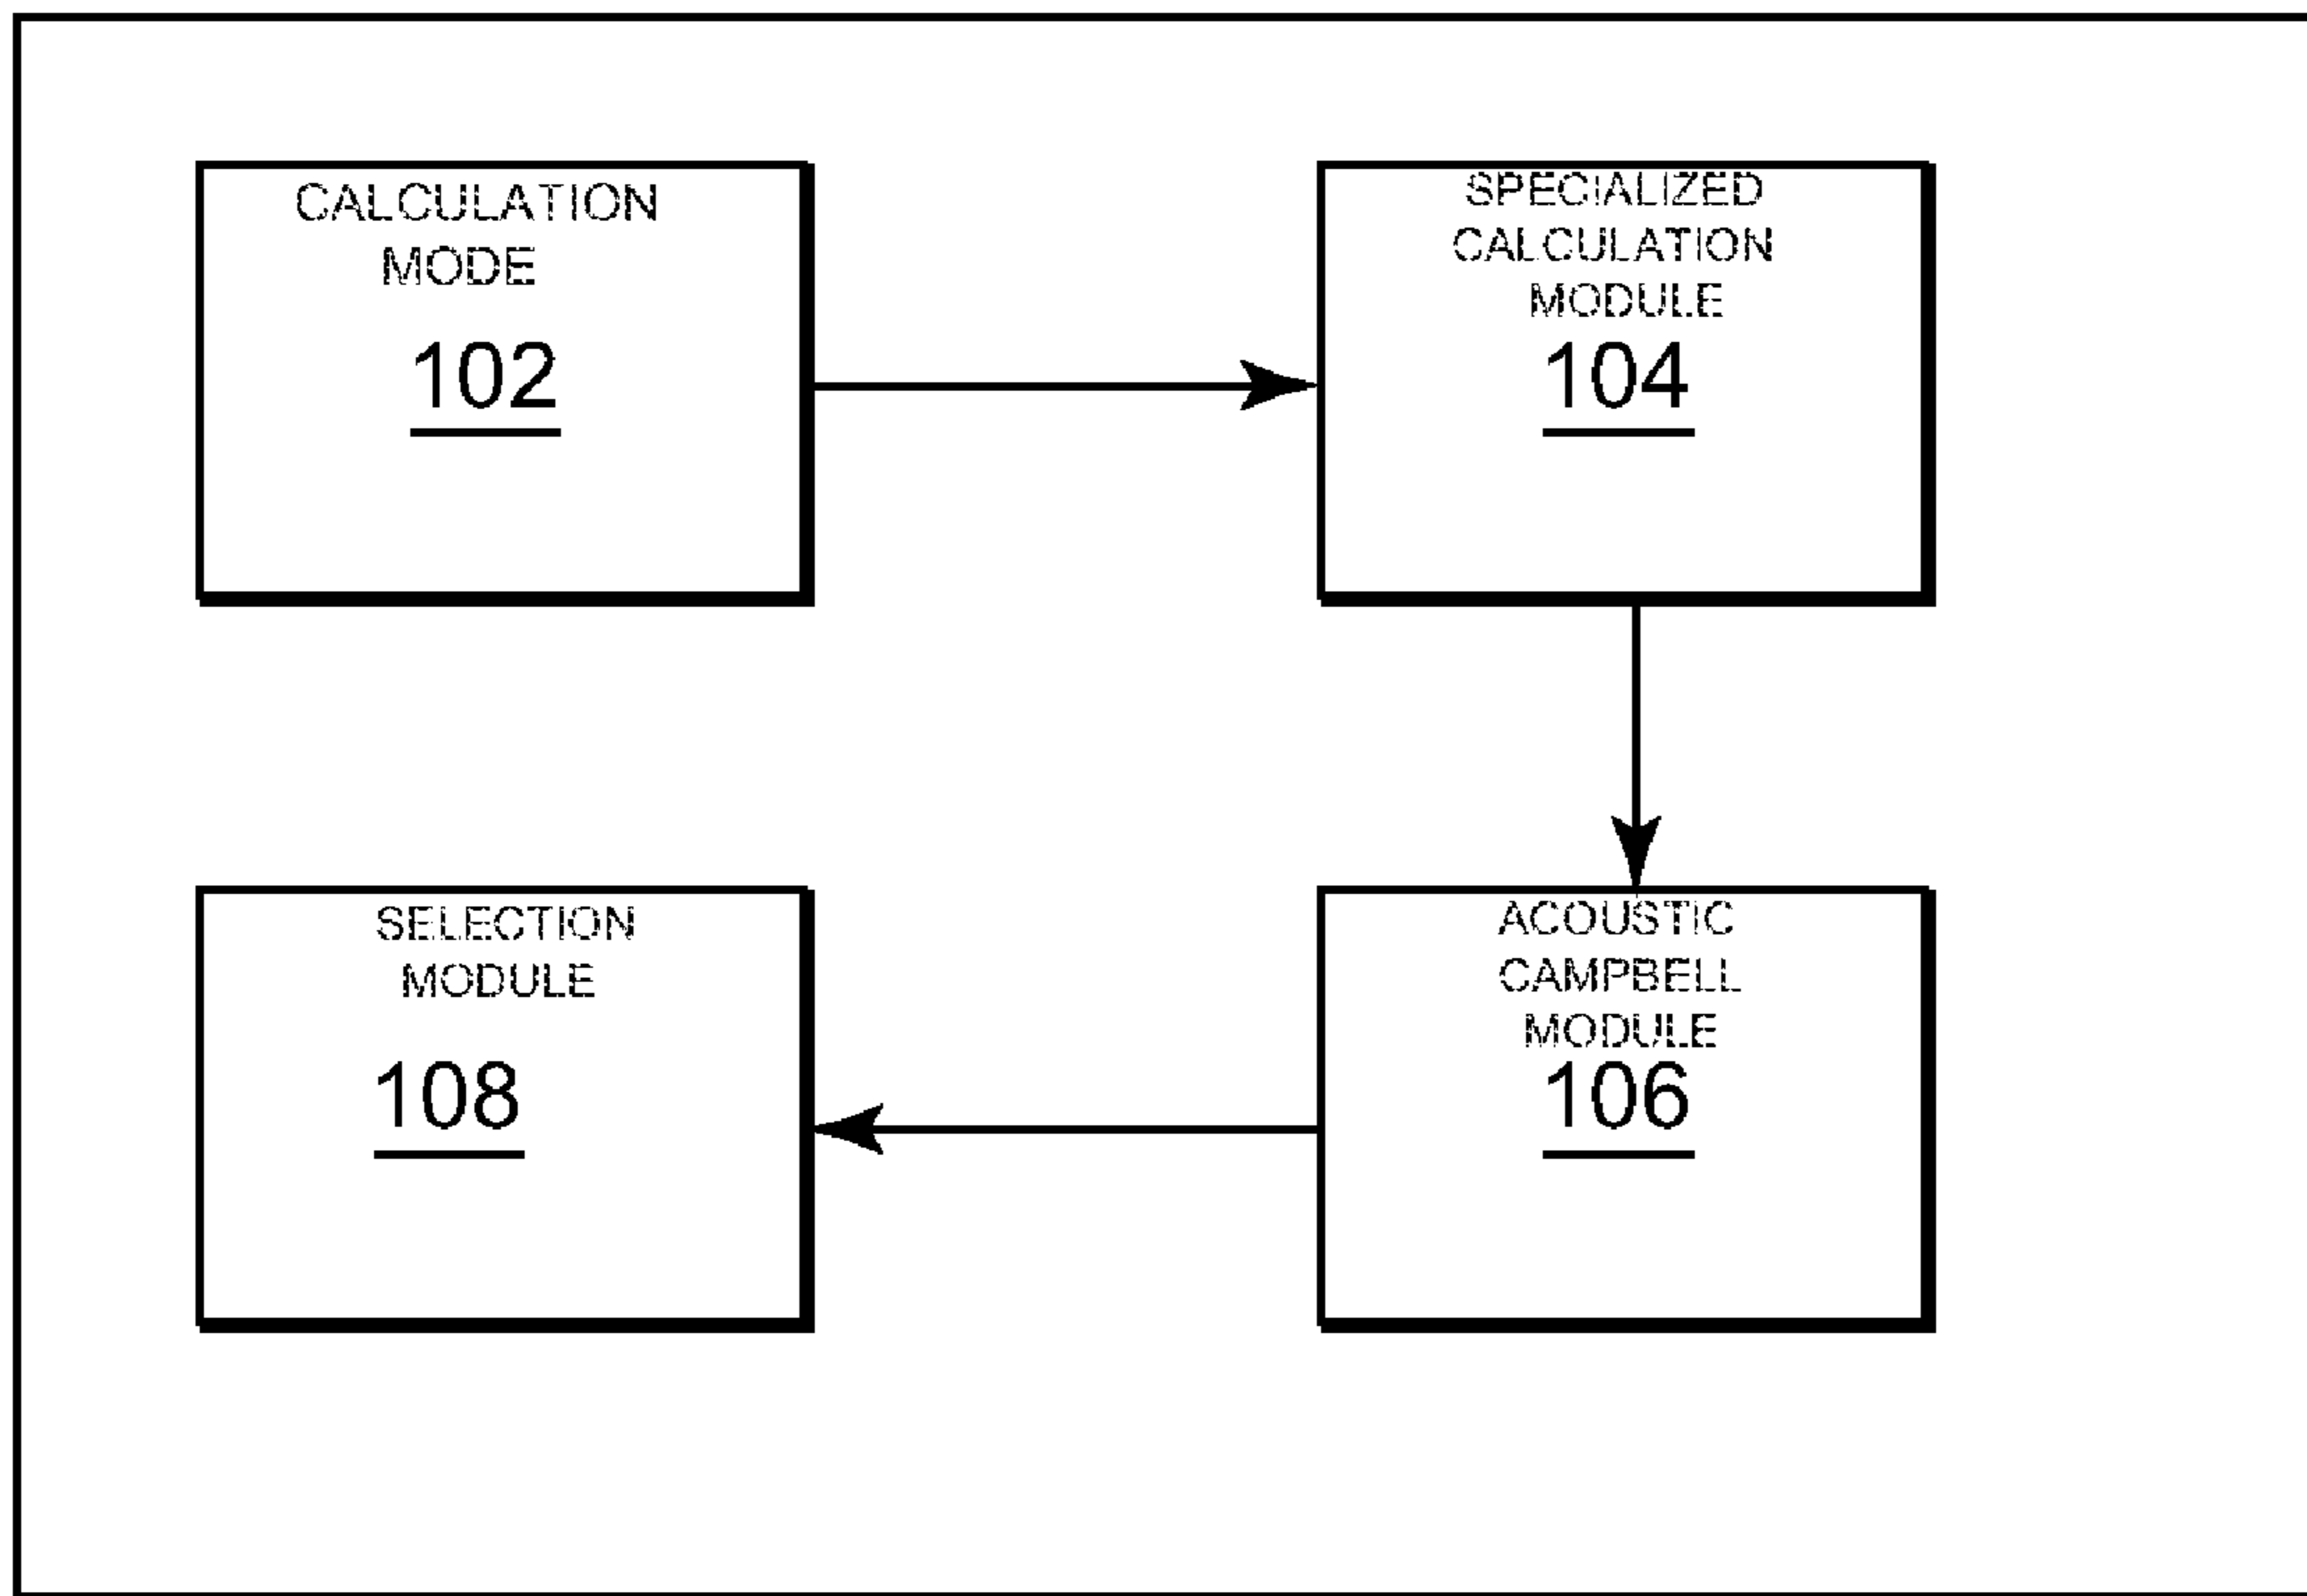 CALCULATION
MODE
102
SPECIALIZED
CALCULATION
MODULE
104
ACOUSTIC
CAMPBELL
MODULE
106
SELECTION
MODULE
108